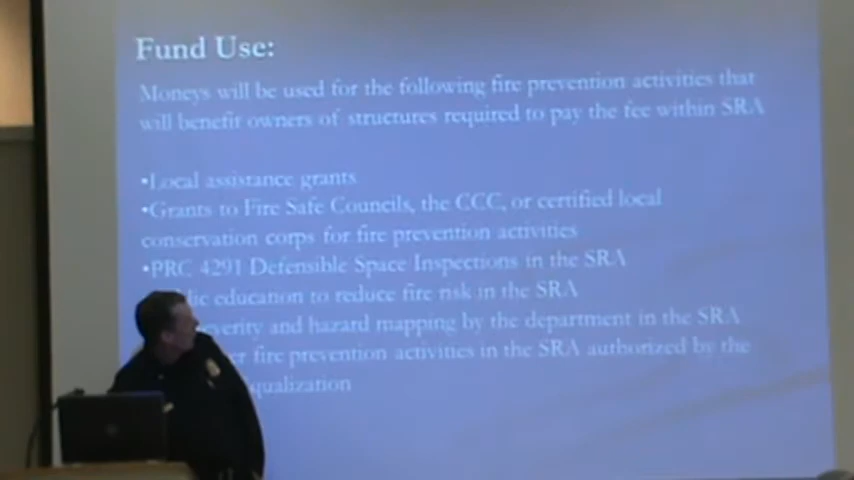 Fund Use:
Moneys will be used for the following fire prevention activities that
will benefit owners of structures required to pay the fee within SRA
•Local assistance grants
•Grants to Fire Safe Councils, the CCC, or certified local
conservation corps for fire prevention activities
•PRC 4291 Defensible Space Inspections in the SRA
lic education to reduce fire risk in the SRA
everity and hazard mapping by the department in the SRA
er fire prevention activities in the SRA authorized by the
qualization